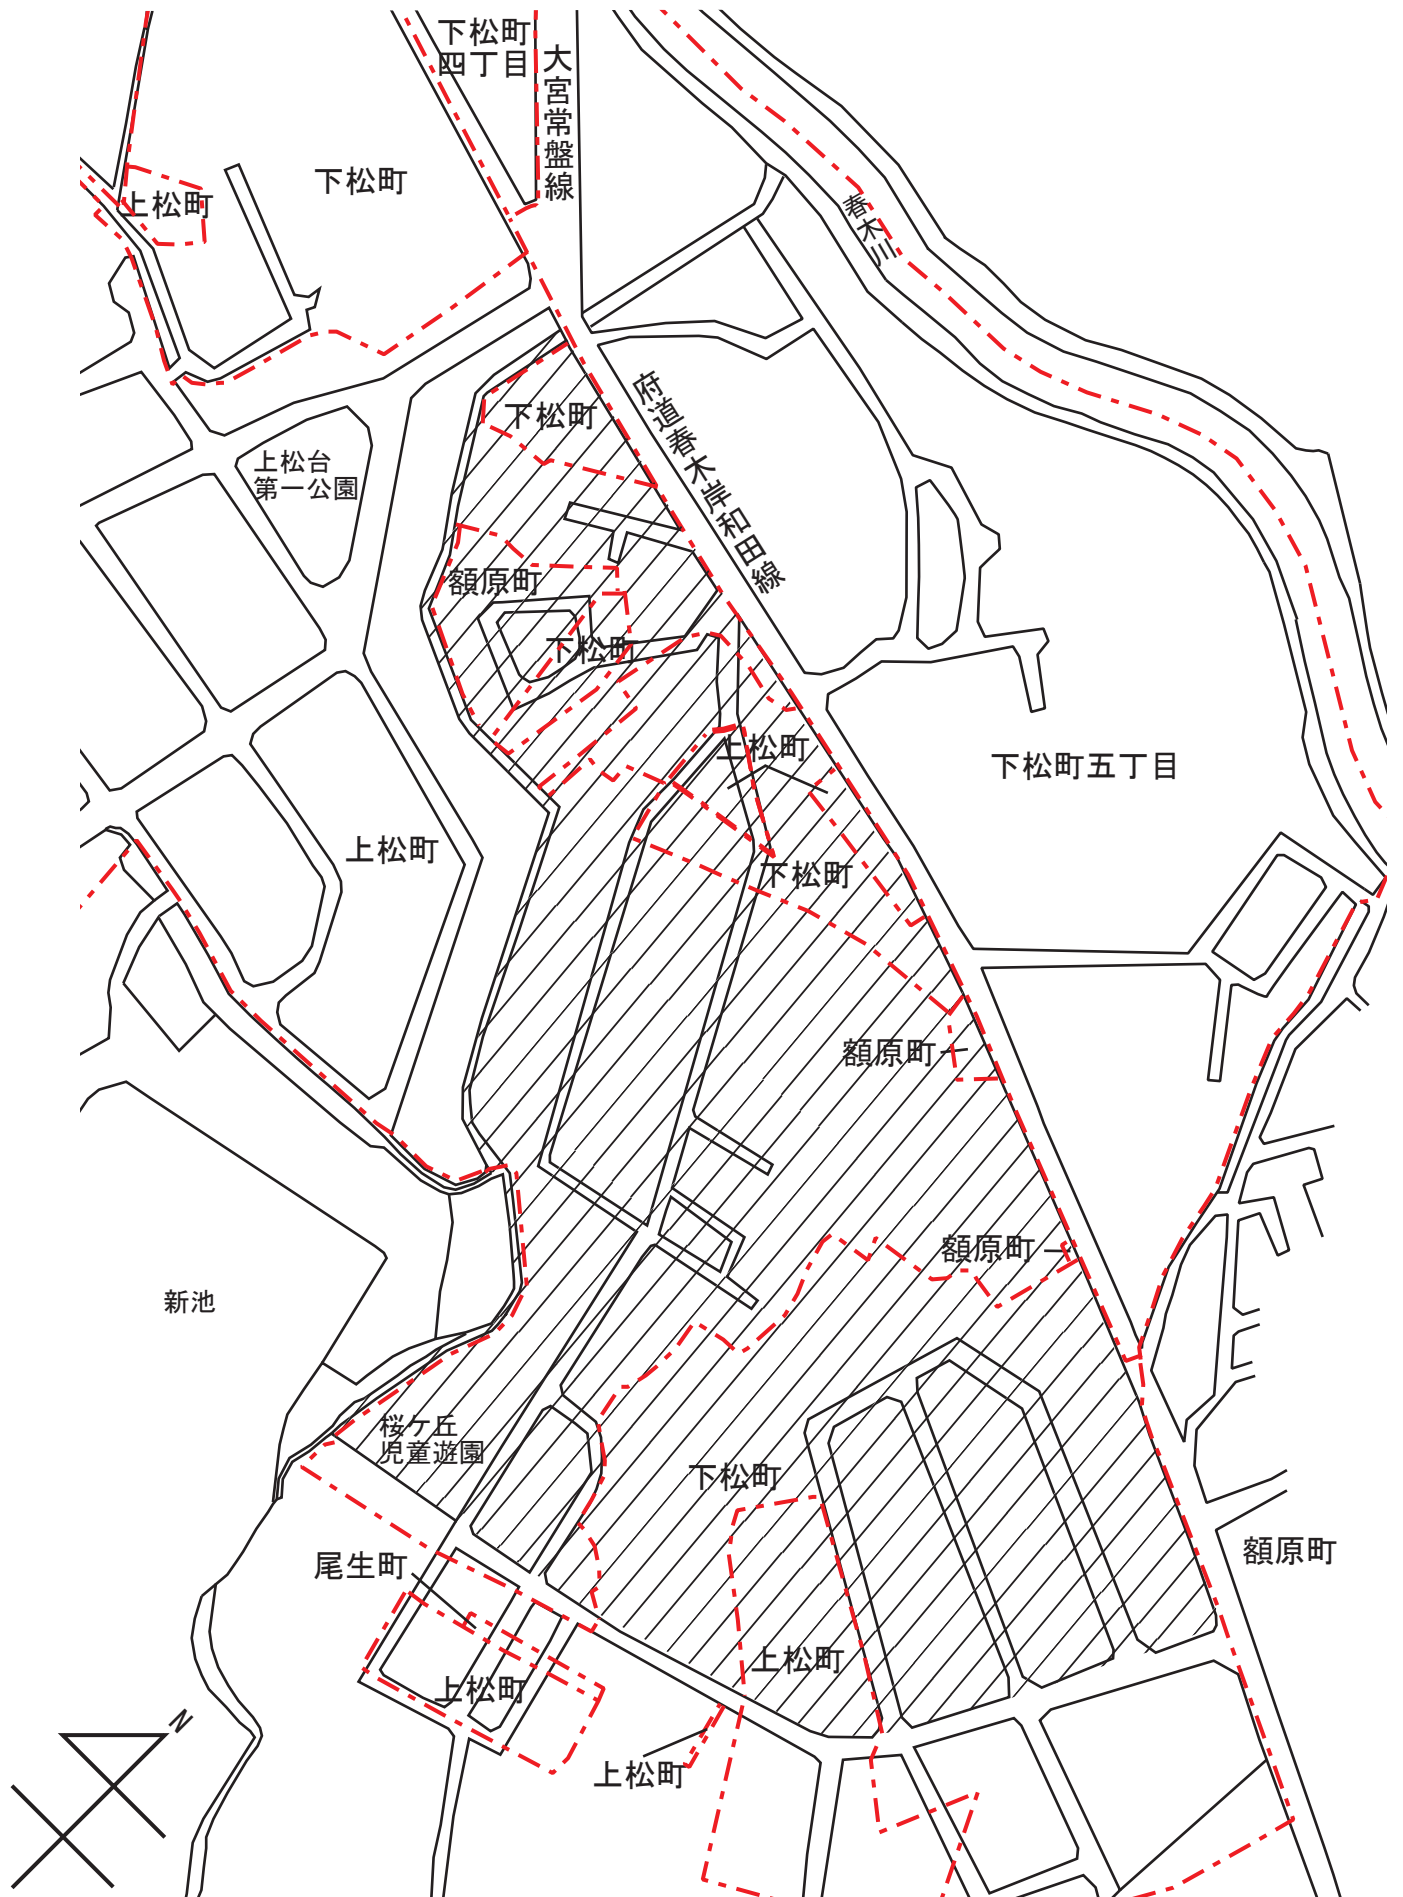 下松町
四丁目
大宮常盤線
下松町
上松町
春木川
府道春木岸和田線
下松町
上松台
第一公園
額原町
下松町
上松町
下松町五丁目
上松町
下松町
額原町
額原町
新池
桜ケ丘
児童遊園
下松町
尾生町
額原町
上松町
上松町
上松町
N